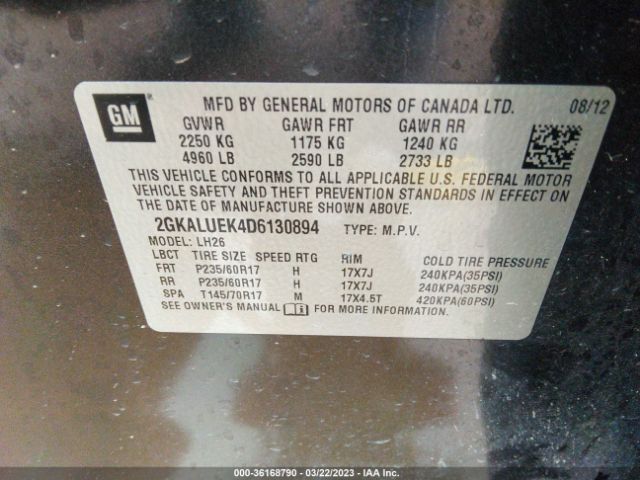 GM
MFD BY GENERAL MOTORS OF CANADA LTD. 08/12
GVWR GAWR FRT GAWR RR
2250 KG 1175 KG 1240 KG
4960 LB 2590 LB 2733 LB
THIS VEHICLE CONFORMS TO ALL APPLICABLE U.S. FEDERAL MOTOR
VEHICLE SAFETY AND THEFT PREVENTION STANDARDS IN EFFECT ON
THE DATE OF MANUFACTURE SHOWN ABOVE.
2GKALUEK4D6130894 TYPE: M.P.V.
MODEL: LH26
LBCT TIRE SIZE SPEED RTG RIM COLD TIRE PRESSURE
FRT P235/60R17 H 17X7J 240KPA(35PSI)
RR P235/60R17 H 17X7J 240KPA(35PSI)
SPA T145/70R17 M 17X4.5T 420KPA(60PSI)
SEE OWNER'S MANUAL FOR MORE INFORMATION.
000-36168790 — 03/22/2023 — IAA Inc.